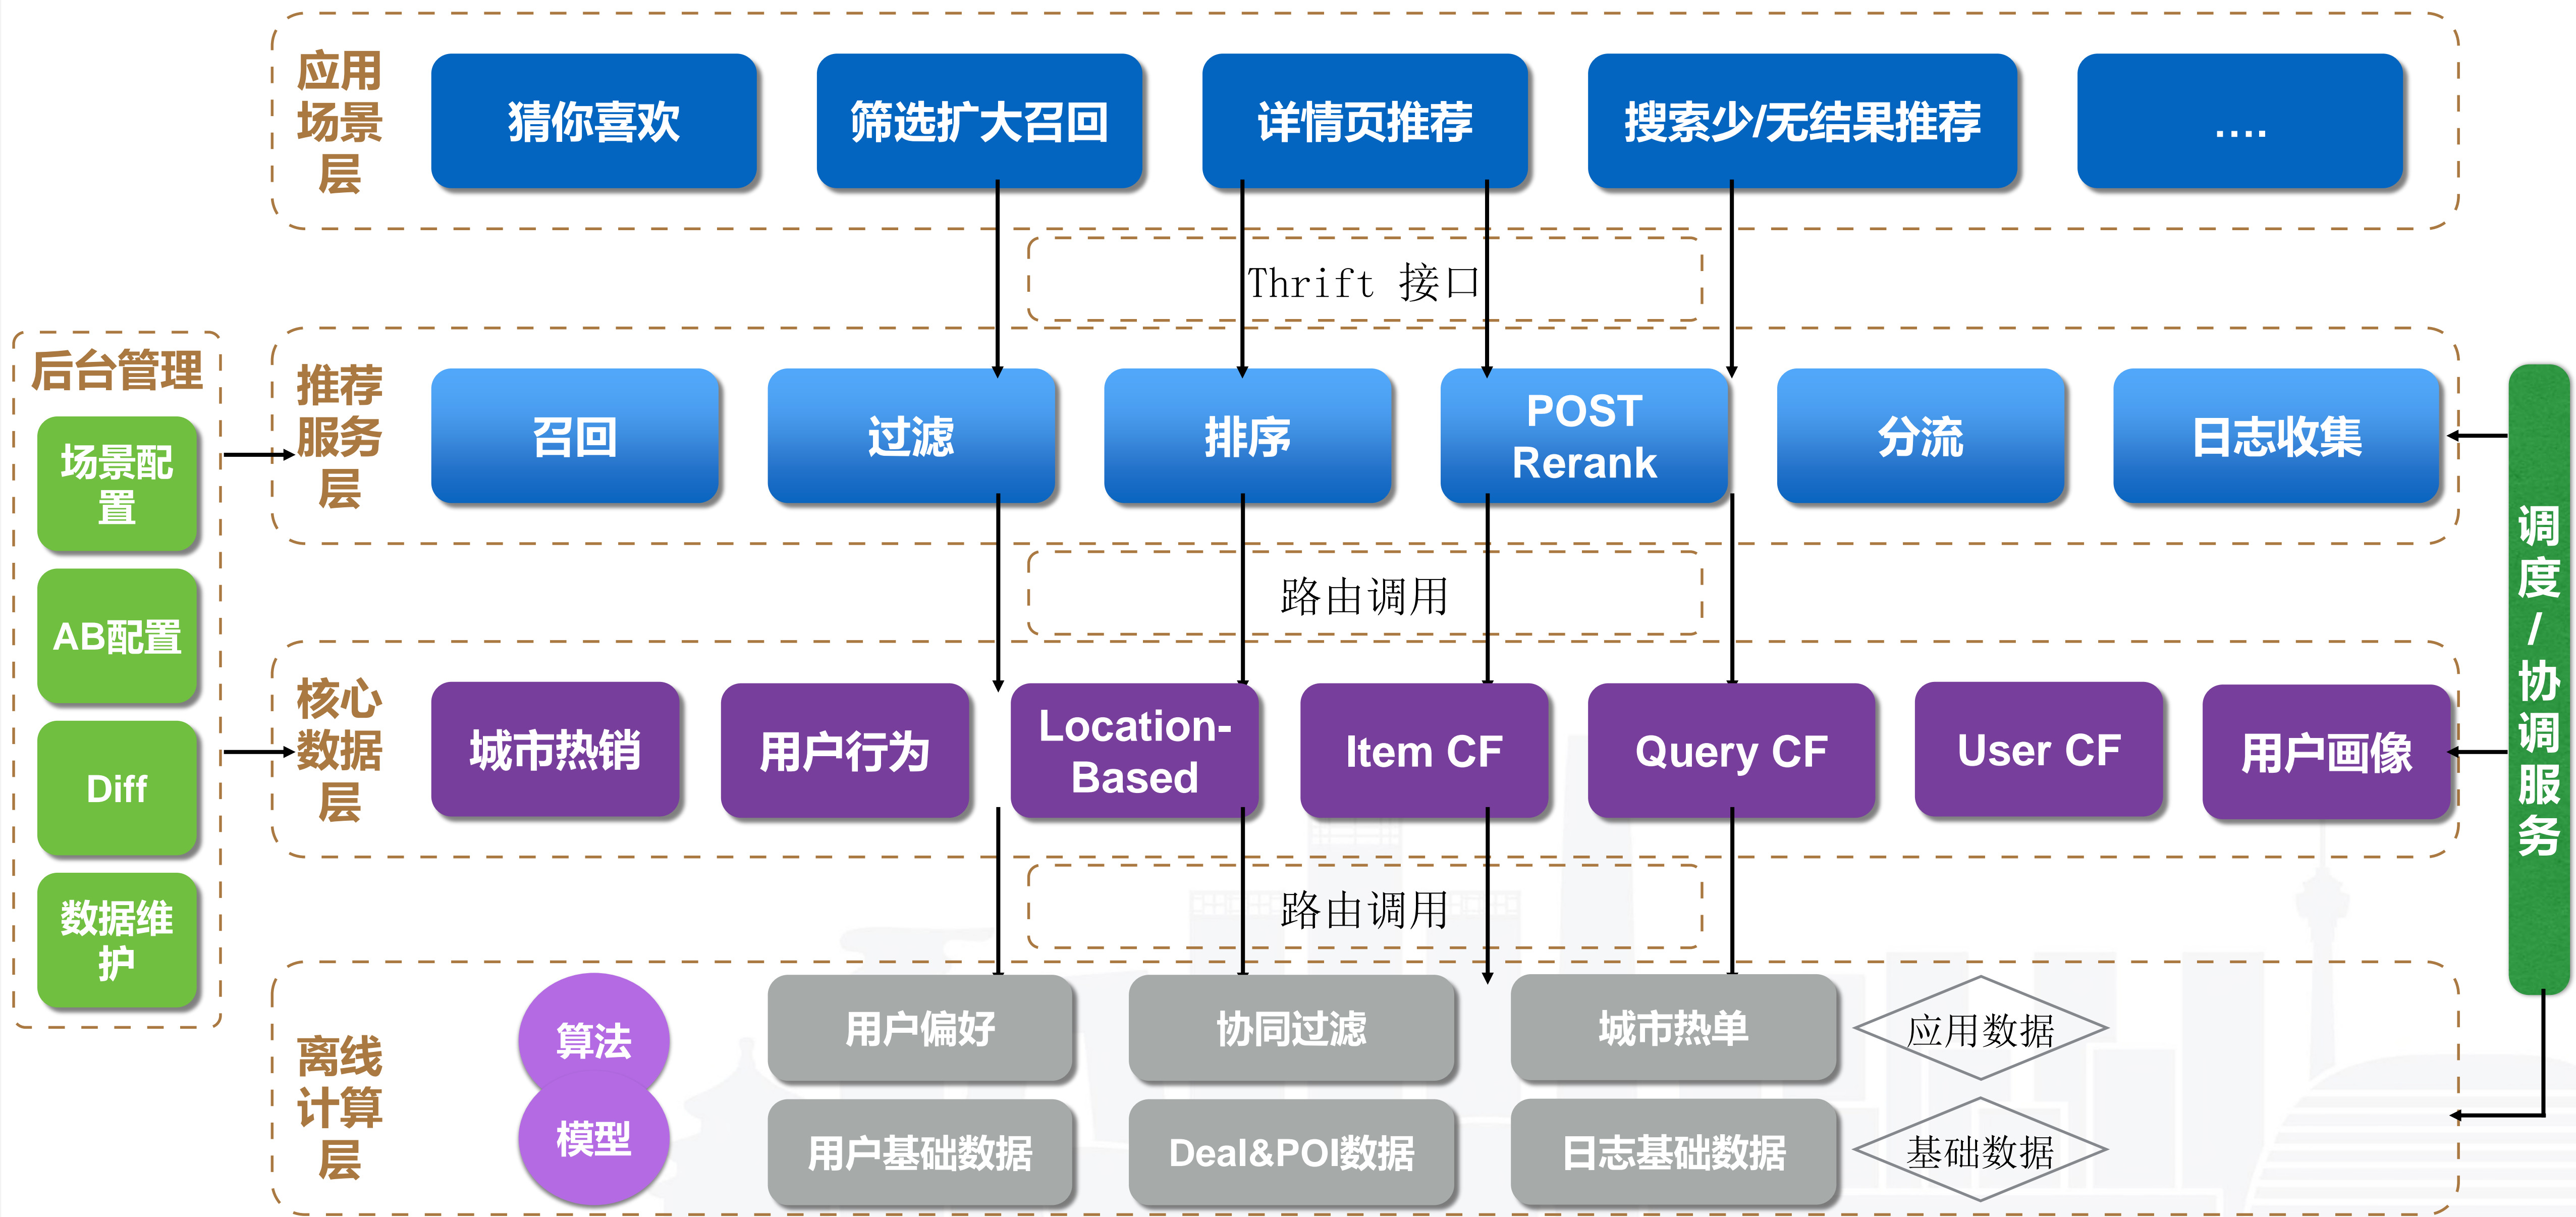 应用
场景
层
猜你喜欢
筛选扩大召回
详情页推荐
搜索少/无结果推荐
....
Thrift 接口
后台管理
场景配
置
AB配置
Diff
数据维
护
推荐
服务
层
召回
过滤
排序
POST
Rerank
分流
日志收集
路由调用
核心
数据
层
城市热销
用户行为
Location-
Based
Item CF
Query CF
User CF
用户画像
路由调用
离线
计算
层
算法
模型
用户偏好
协同过滤
城市热单
应用数据
用户基础数据
Deal&POI数据
日志基础数据
基础数据
调
度
/
协
调
服
务